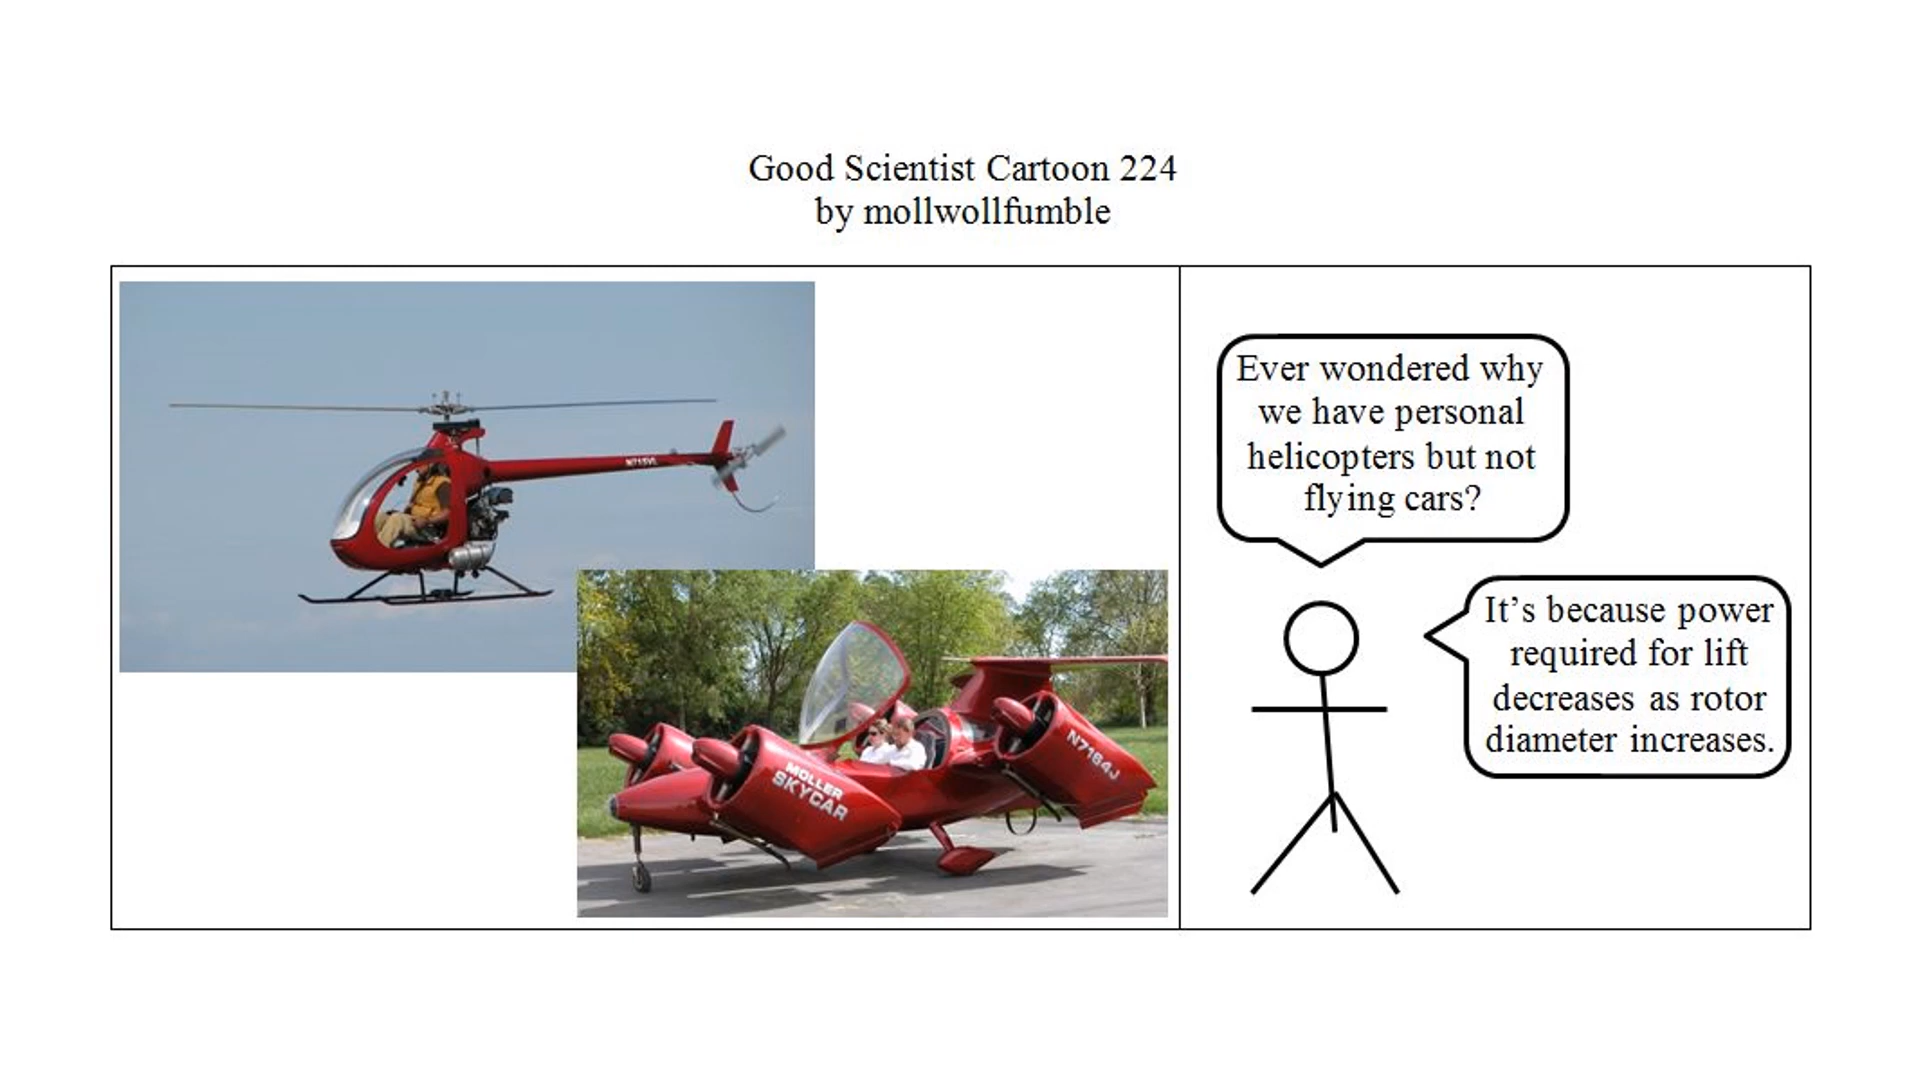 Good Scientist Cartoon 224
by mollwollfumble
Ever wondered why
we have personal
helicopters but not
flying cars?
It’s because power
required for lift
decreases as rotor
diameter increases.
MOLLER
SKYCAR
N7164J